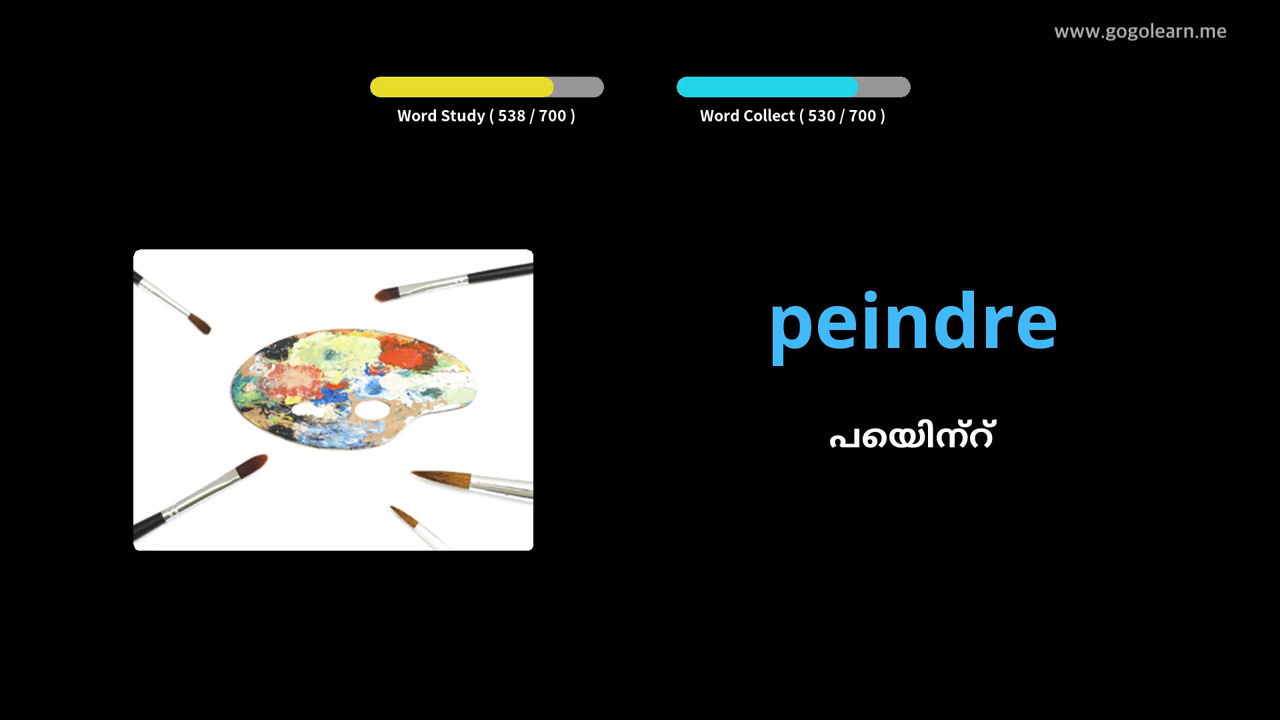 www.gogolearn.me
Word Study ( 538 / 700 )
Word Collect ( 530 / 700 )
peindre
പയെിന്റ്